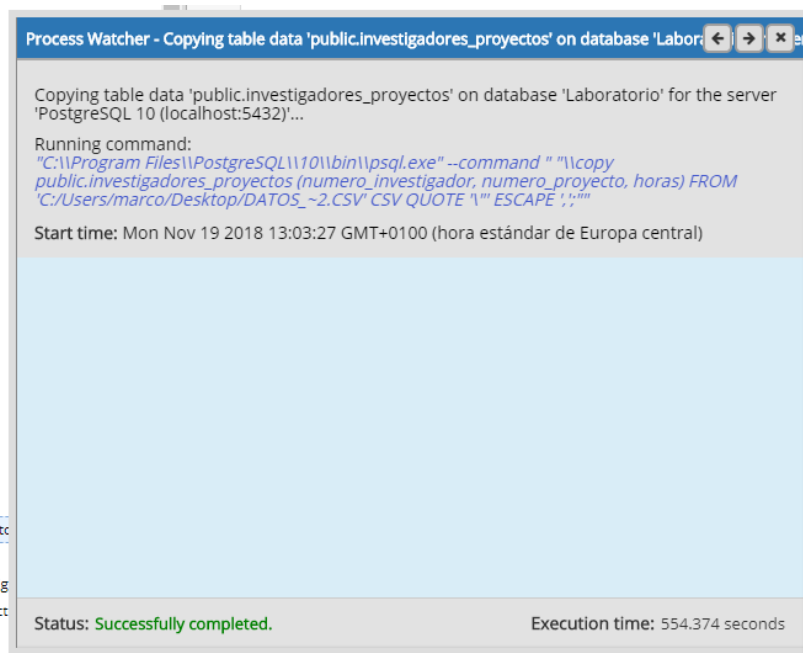 Process Watcher - Copying table data 'public.investigadores_proyectos' on database
Copying table data 'public.investigadores_proyectos' on database 'Laboratorio' for the server
'PostgreSQL 10 (localhost:5432)'...
Running command:
"C:\\Program Files\\PostgreSQL\\10\\bin\\psql.exe" --command " "\\copy
public.investigadores_proyectos (numero_investigador, numero_proyecto, horas) FROM
'C:/Users/marco/Desktop/DATOS_~2.CSV' CSV QUOTE '\"' ESCAPE ',';""
Start time: Mon Nov 19 2018 13:03:27 GMT+0100 (hora estándar de Europa central)
Status: Successfully completed.
Execution time: 554.374 seconds